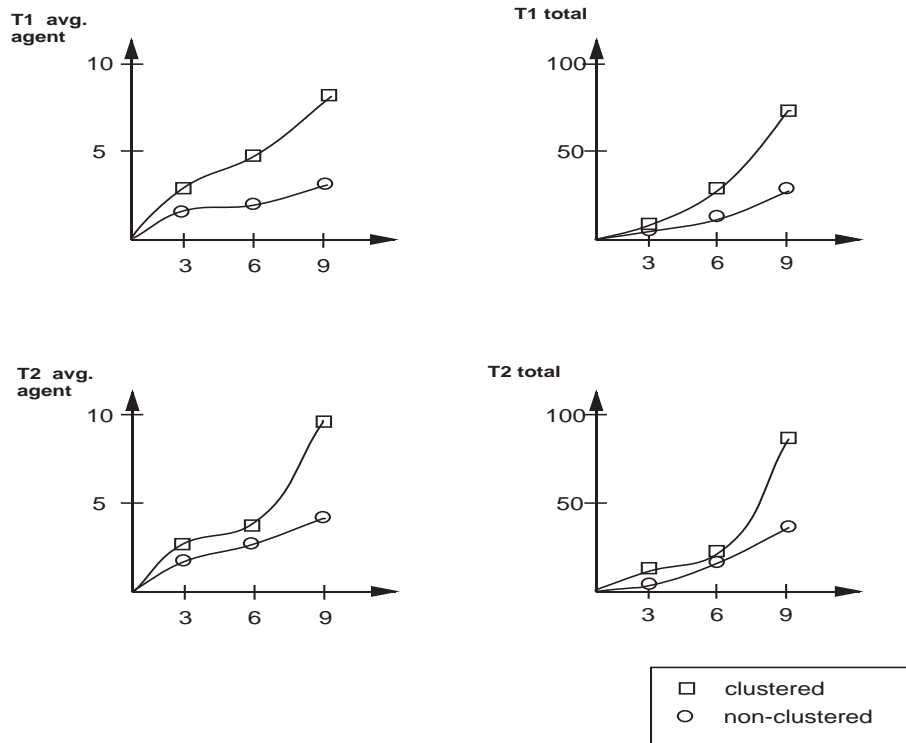 T1 avg.
agent
10
5
3 6 9
T1 total
100
50
3 6 9
T2 avg.
agent
10
5
3 6 9
T2 total
100
50
3 6 9
clustered
non-clustered